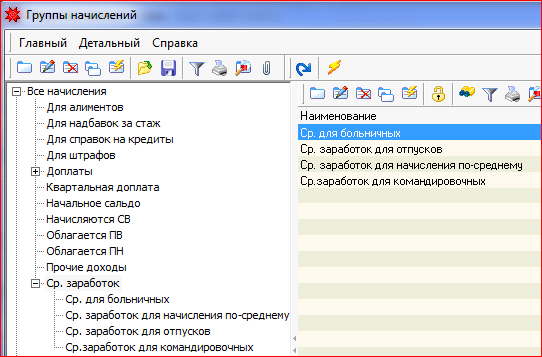 Группы начислений
Главный Детальный Справка
Все начисления
Для алиментов
Для надбавок за стаж
Для справок на кредиты
Для штрафов
Доплаты
Квартальная доплата
Начальное сальдо
Начисляются СВ
Облагается ПВ
Облагается ПН
Прочие доходы
Ср. заработок
Ср. для больничных
Ср. заработок для начисления по-среднему
Ср. заработок для отпусков
Ср.заработок для командировочных
Наименование
Ср. для больничных
Ср. заработок для отпусков
Ср. заработок для начисления по-среднему
Ср.заработок для командировочных